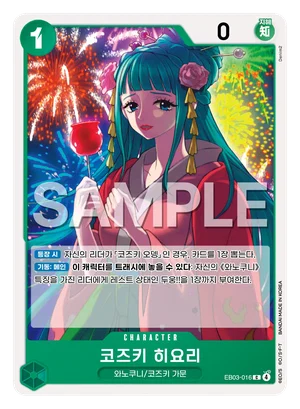 1
0
지혜
知
SAMPLE
등장 시 자신의 리더가 「코즈키 오뎅」인 경우, 카드를 1장 뽑는다.
기동: 메인 이 캐릭터를 트래시에 놓을 수 있다: 자신의 《와노쿠니》
특징을 가진 리더에게 레스트 상태인 두웅!!을 1장까지 부여한다.
CHARACTER
코즈키 히요리
와노쿠니/코즈키 가문
EB03-016
BANDAI MADE IN KOREA